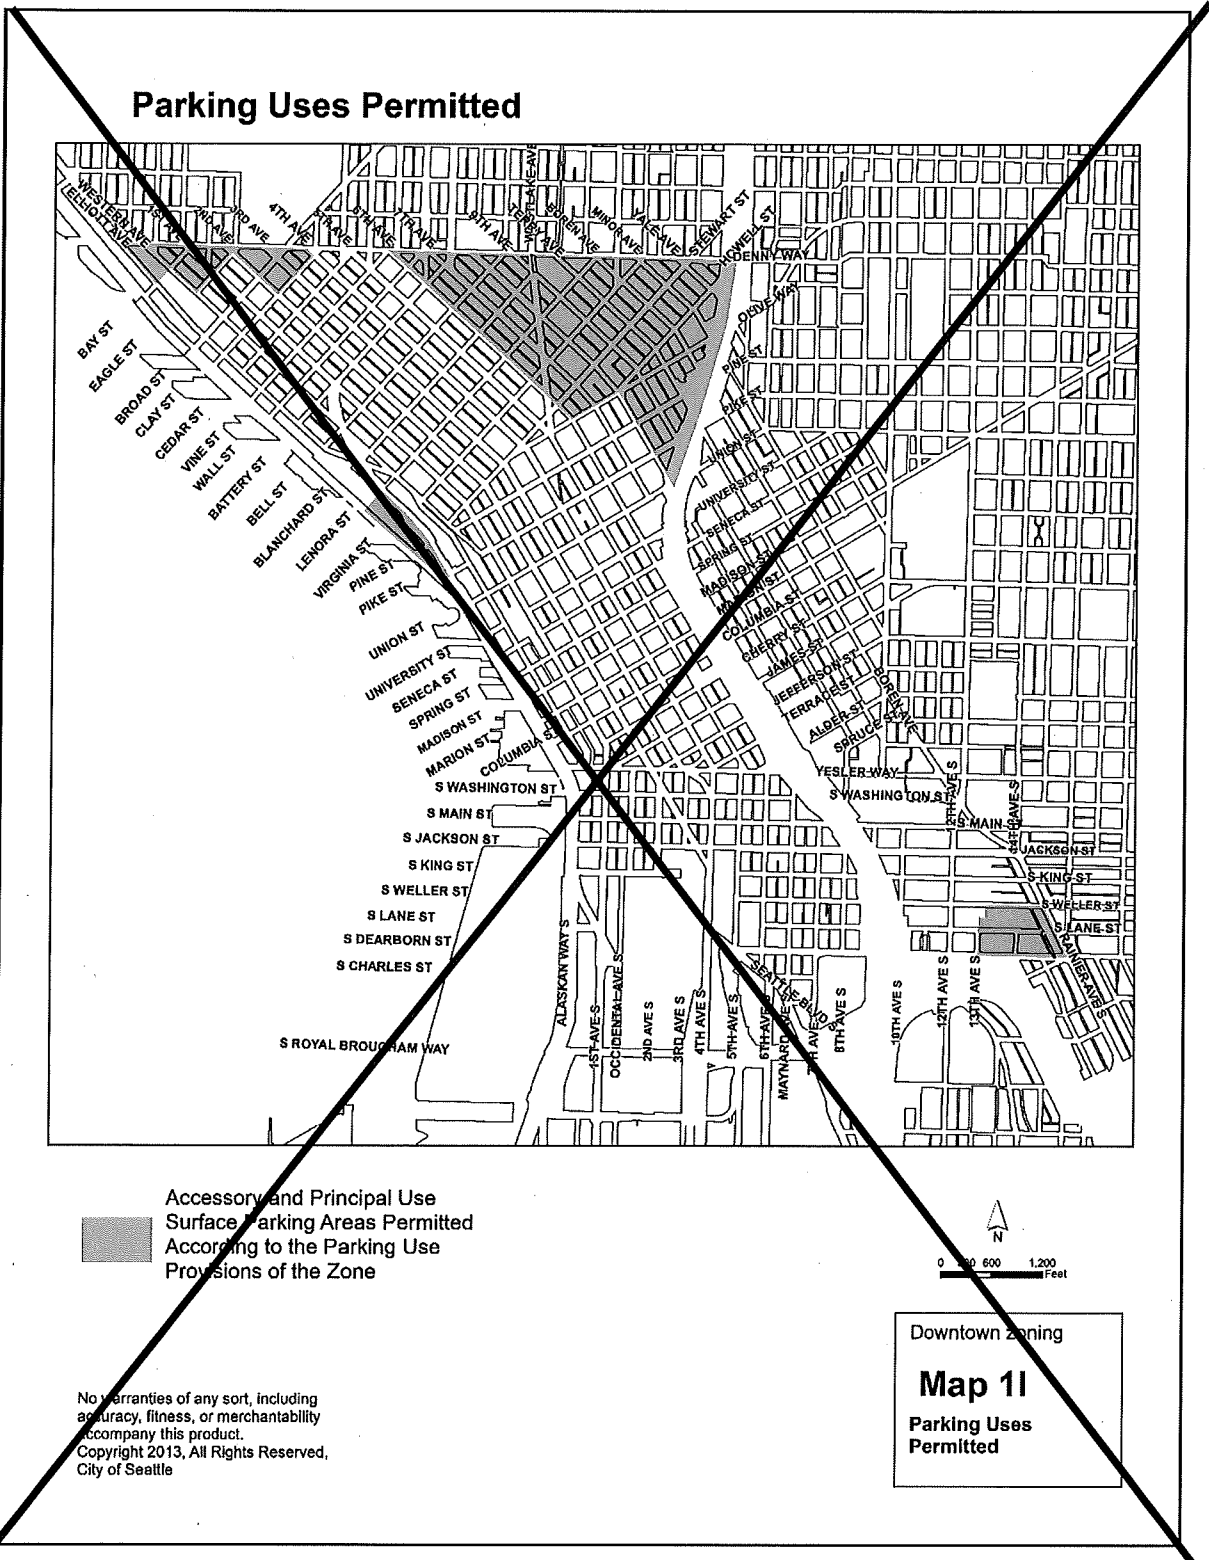 Parking Uses Permitted
WESTERN AVE
ELLIOTT AVE
1ST AVE
2ND AVE
3RD AVE
4TH AVE
5TH AVE
6TH AVE
7TH AVE
9TH AVE
TERRY AVE
WESTLAKE AVE
BOREN AVE
MINOR AVE
YALE AVE
STEWART ST
HOWELL ST
DENNY WAY
OLIVE WAY
PINE ST
PIKE ST
UNION ST
UNIVERSITY ST
SENECA ST
SPRING ST
MADISON ST
MARION ST
COLUMBIA ST
CHERRY ST
JAMES ST
JEFFERSON ST
TERRACE ST
ALDER ST
SPRUCE ST
BOREN AVE
YESLER WAY
S WASHINGTON ST
12TH AVE S
14TH AVE S
S MAIN ST
S JACKSON ST
S KING ST
S WELLER ST
S LANE ST
RAINIER AVE S
BAY ST
EAGLE ST
BROAD ST
CLAY ST
CEDAR ST
VINE ST
WALL ST
BATTERY ST
BELL ST
BLANCHARD ST
LENORA ST
VIRGINIA ST
PINE ST
PIKE ST
UNION ST
UNIVERSITY ST
SENECA ST
SPRING ST
MADISON ST
MARION ST
COLUMBIA ST
S WASHINGTON ST
S MAIN ST
S JACKSON ST
S KING ST
S WELLER ST
S LANE ST
S DEARBORN ST
S CHARLES ST
S ROYAL BROUGHAM WAY
ALASKAN WAY S
1ST AVE S
OCCIDENTAL AVE S
2ND AVE S
3RD AVE S
4TH AVE S
5TH AVE S
6TH AVE S
MAYNARD AVE S
7TH AVE S
8TH AVE S
SEATTLE BLVD S
10TH AVE S
12TH AVE S
13TH AVE S
Accessory and Principal Use
Surface Parking Areas Permitted
According to the Parking Use
Provisions of the Zone
N
0 300 600 1,200
Feet
Downtown zoning
Map 1I
Parking Uses
Permitted
No warranties of any sort, including
accuracy, fitness, or merchantability
accompany this product.
Copyright 2013, All Rights Reserved,
City of Seattle